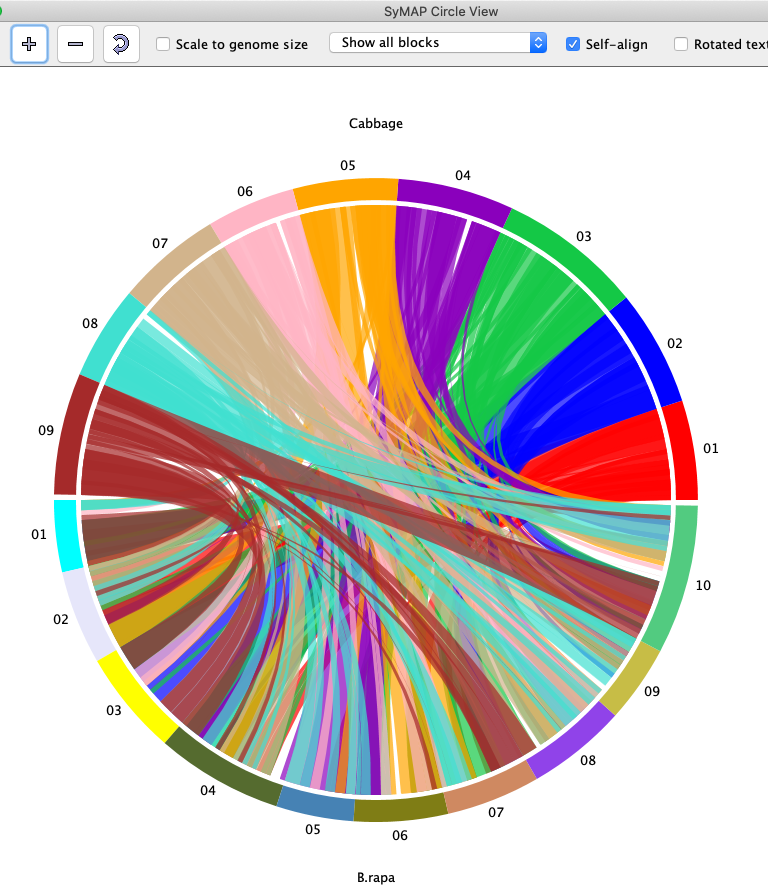 SyMAP Circle View
Scale to genome size
Show all blocks
Self-align
Rotated text
Cabbage
05
04
06
03
07
08
02
09
01
01
10
02
09
03
08
04
07
05
06
B.rapa